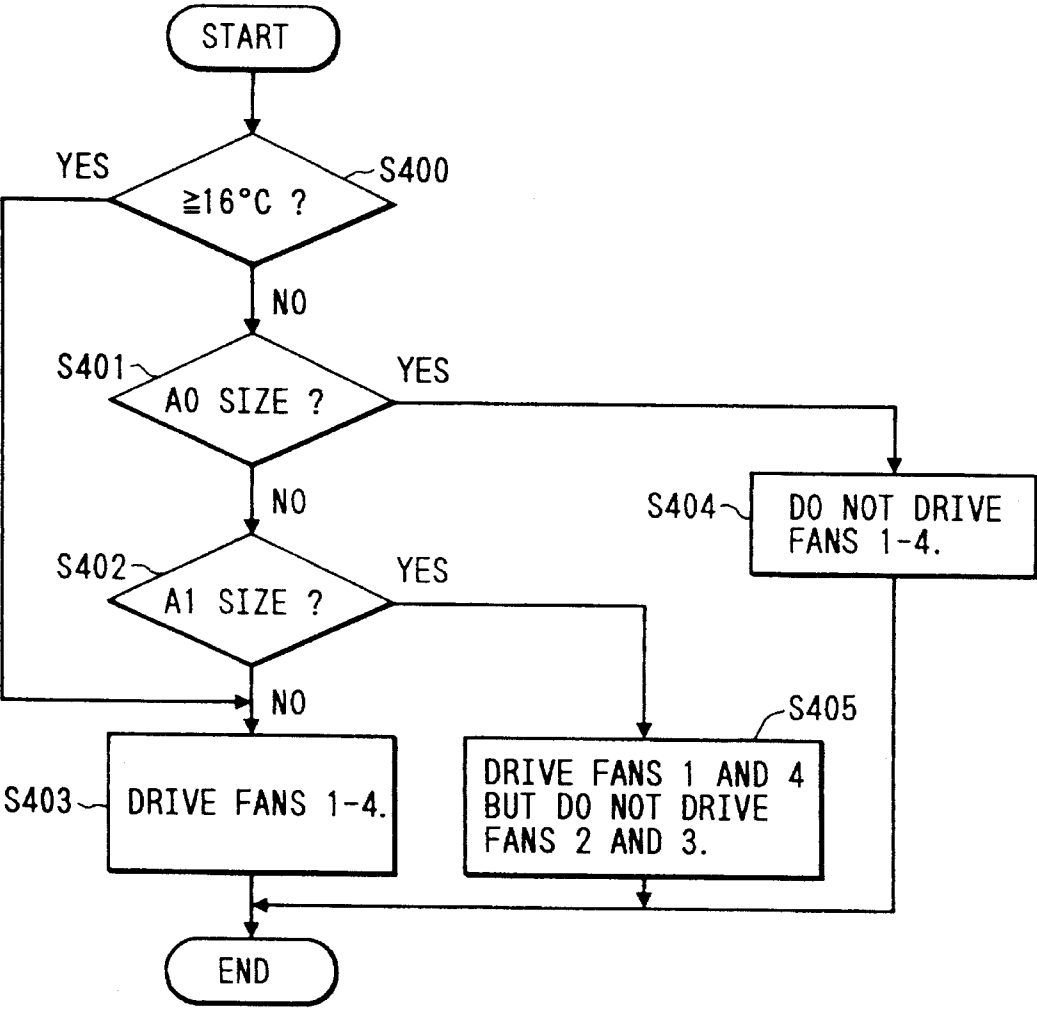 START
YES
S400
≧16°C ?
NO
S401
YES
A0 SIZE ?
NO
S404
DO NOT DRIVE
FANS 1-4.
S402
YES
A1 SIZE ?
NO
S405
S403
DRIVE FANS 1-4.
DRIVE FANS 1 AND 4
BUT DO NOT DRIVE
FANS 2 AND 3.
END